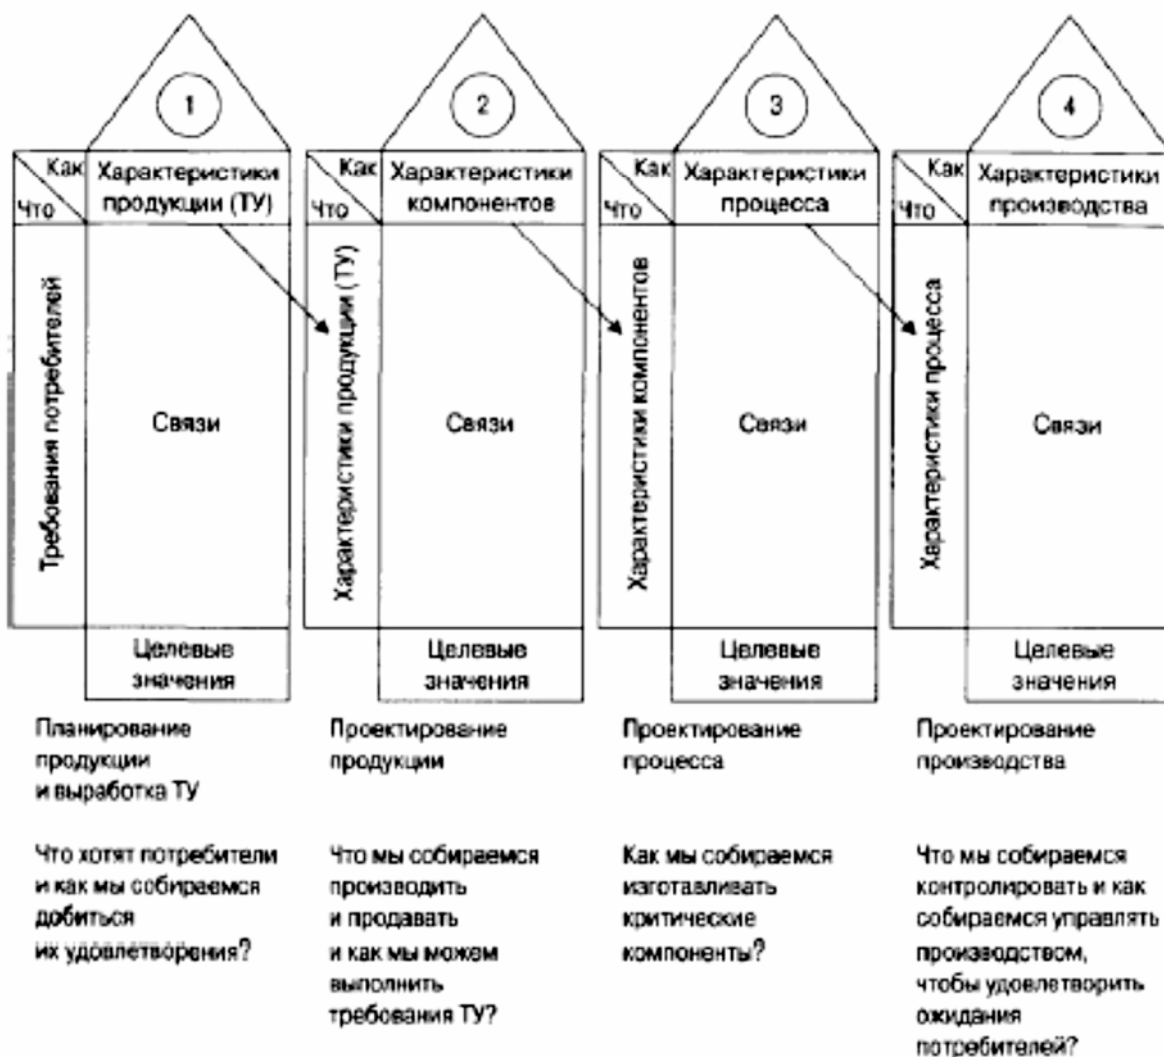 1
Как
Что
Характеристики
продукции (ТУ)
Требования потребителей
Связи
Целевые
значения
Планирование
продукции
и выработка ТУ
Что хотят потребители
и как мы собираемся
добиться
их удовлетворения?
2
Как
Что
Характеристики
компонентов
Характеристики продукции (ТУ)
Связи
Целевые
значения
Проектирование
продукции
Что мы собираемся
производить
и продавать
и как мы можем
выполнить
требования ТУ?
3
Как
Что
Характеристики
процесса
Характеристики компонентов
Связи
Целевые
значения
Проектирование
процесса
Как мы собираемся
изготавливать
критические
компоненты?
4
Как
Что
Характеристики
производства
Характеристики процесса
Связи
Целевые
значения
Проектирование
производства
Что мы собираемся
контролировать и как
собираемся управлять
производством,
чтобы удовлетворить
ожидания
потребителей?